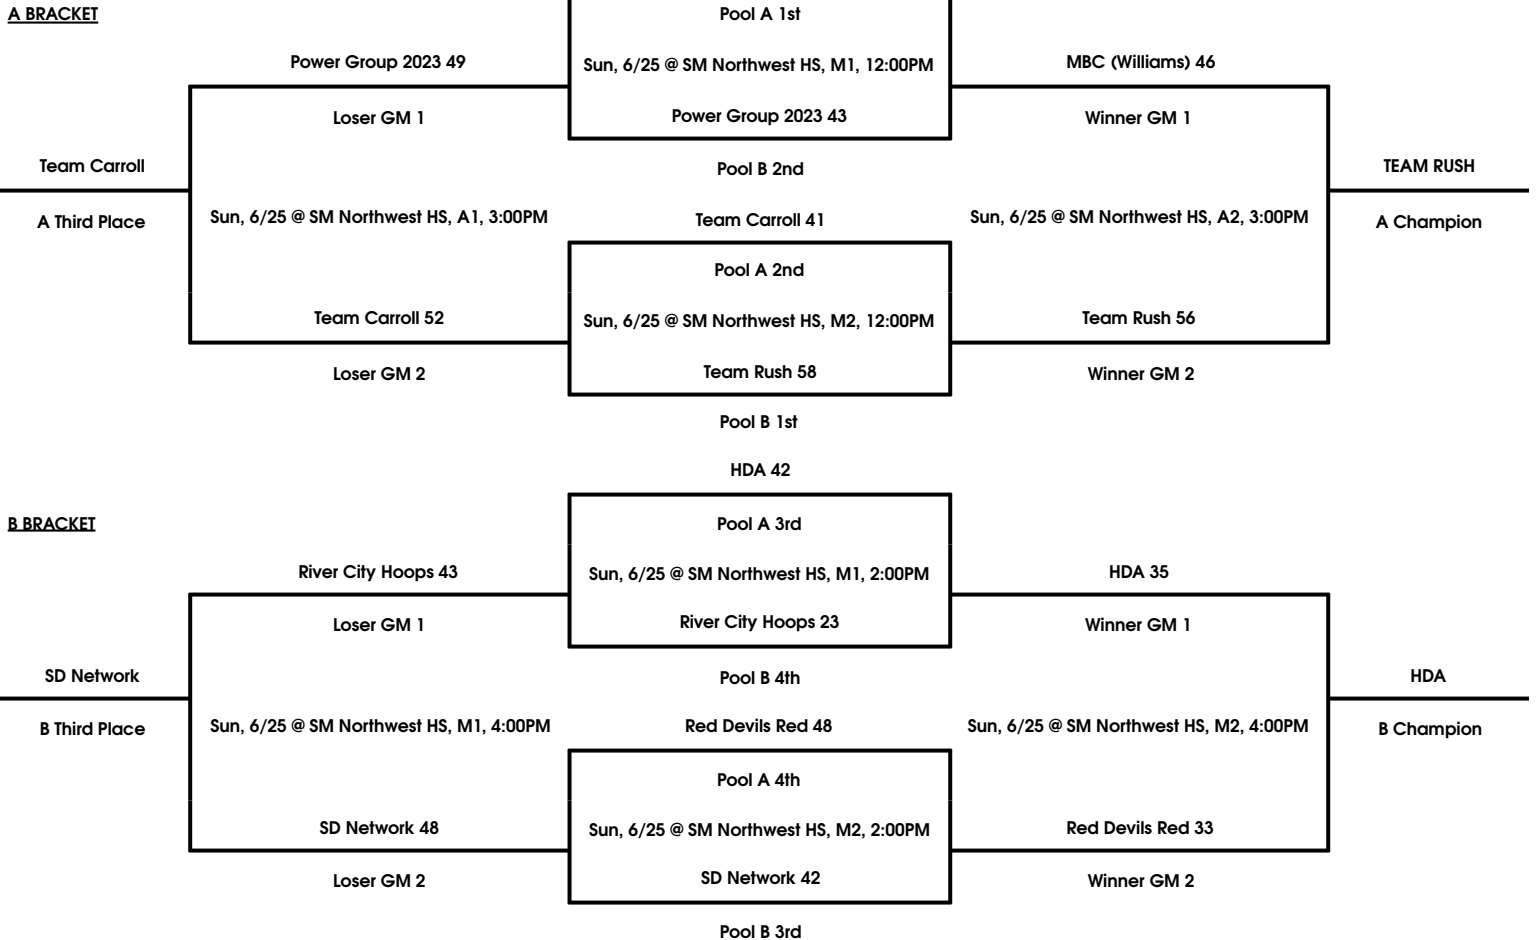 A BRACKET
Pool A 1st
Power Group 2023 49
Sun, 6/25 @ SM Northwest HS, M1, 12:00PM
MBC (Williams) 46
Loser GM 1
Power Group 2023 43
Winner GM 1
Team Carroll
Pool B 2nd
TEAM RUSH
A Third Place
Sun, 6/25 @ SM Northwest HS, A1, 3:00PM
Team Carroll 41
Sun, 6/25 @ SM Northwest HS, A2, 3:00PM
A Champion
Pool A 2nd
Team Carroll 52
Sun, 6/25 @ SM Northwest HS, M2, 12:00PM
Team Rush 56
Loser GM 2
Team Rush 58
Winner GM 2
Pool B 1st
HDA 42
B BRACKET
Pool A 3rd
River City Hoops 43
Sun, 6/25 @ SM Northwest HS, M1, 2:00PM
HDA 35
Loser GM 1
River City Hoops 23
Winner GM 1
SD Network
Pool B 4th
HDA
B Third Place
Sun, 6/25 @ SM Northwest HS, M1, 4:00PM
Red Devils Red 48
Sun, 6/25 @ SM Northwest HS, M2, 4:00PM
B Champion
Pool A 4th
SD Network 48
Sun, 6/25 @ SM Northwest HS, M2, 2:00PM
Red Devils Red 33
Loser GM 2
SD Network 42
Winner GM 2
Pool B 3rd